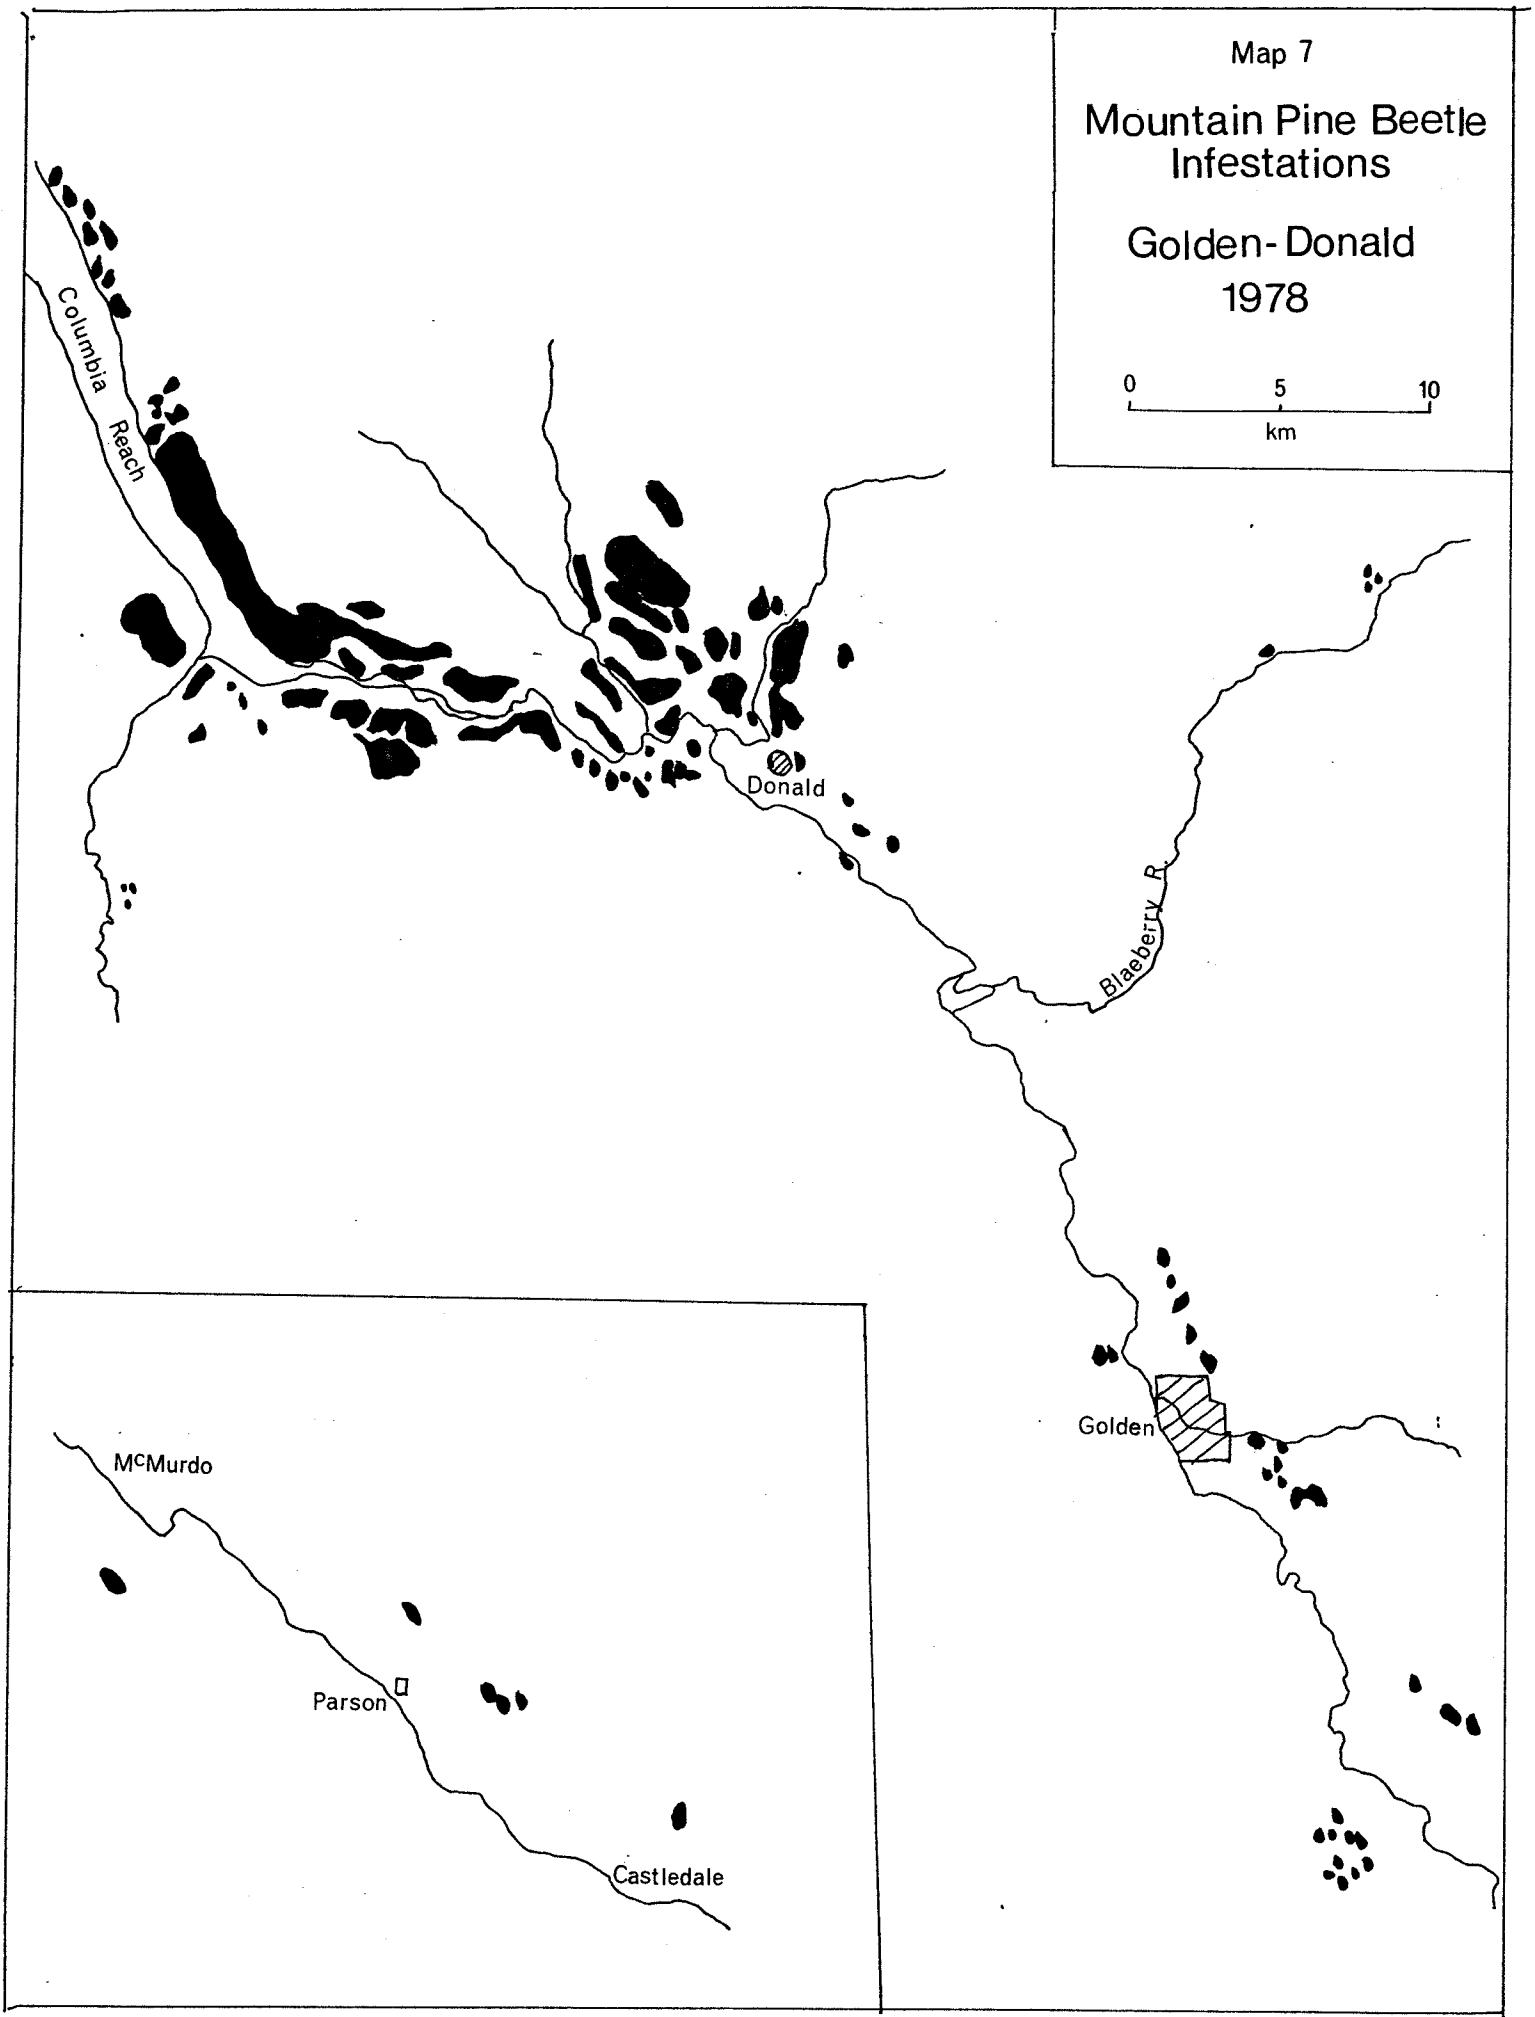 Map 7
Mountain Pine Beetle
Infestations
Golden-Donald
1978
0 5 10
km
Columbia Reach
Donald
Blaeberry R.
Golden
McMurdo
Parson
Castledale